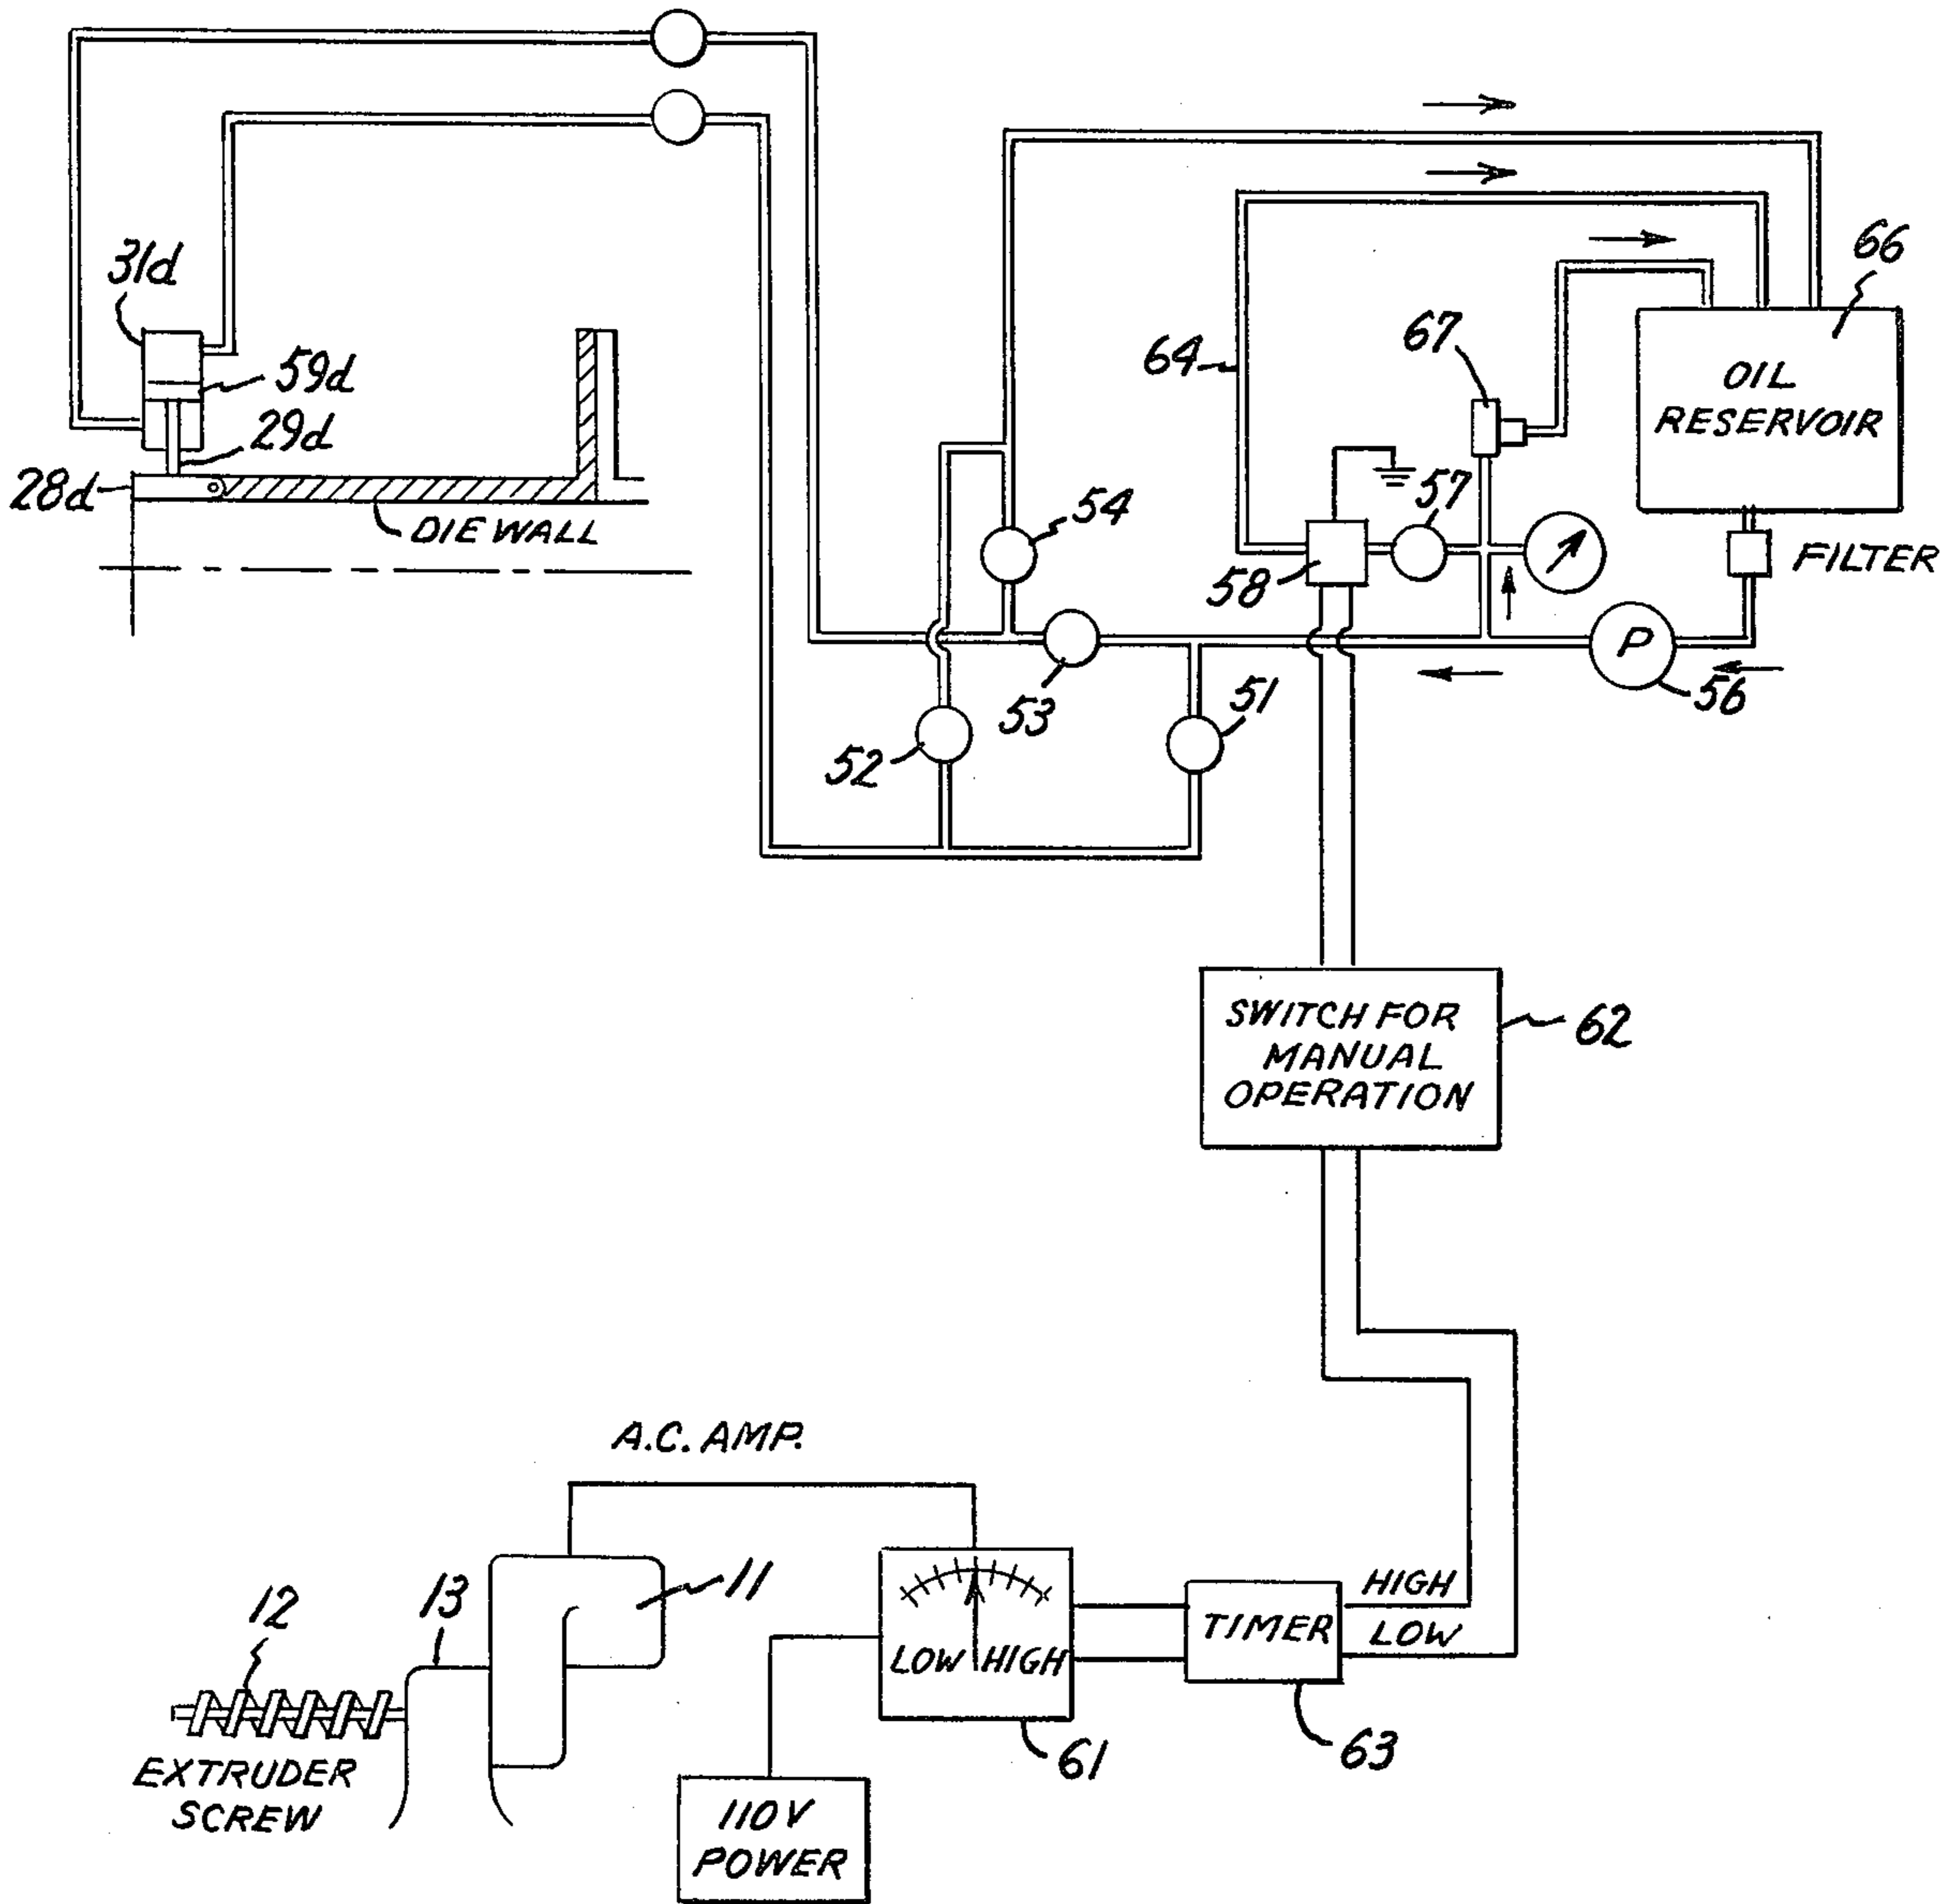 31d
59d
29d
28d
DIE WALL
66
OIL
RESERVOIR
67
64
57
54
58
FILTER
P
56
53
51
52
SWITCH FOR
MANUAL
OPERATION
62
A.C. AMP.
11
13
12
EXTRUDER
SCREW
LOW HIGH
61
TIMER
63
HIGH
LOW
110V
POWER